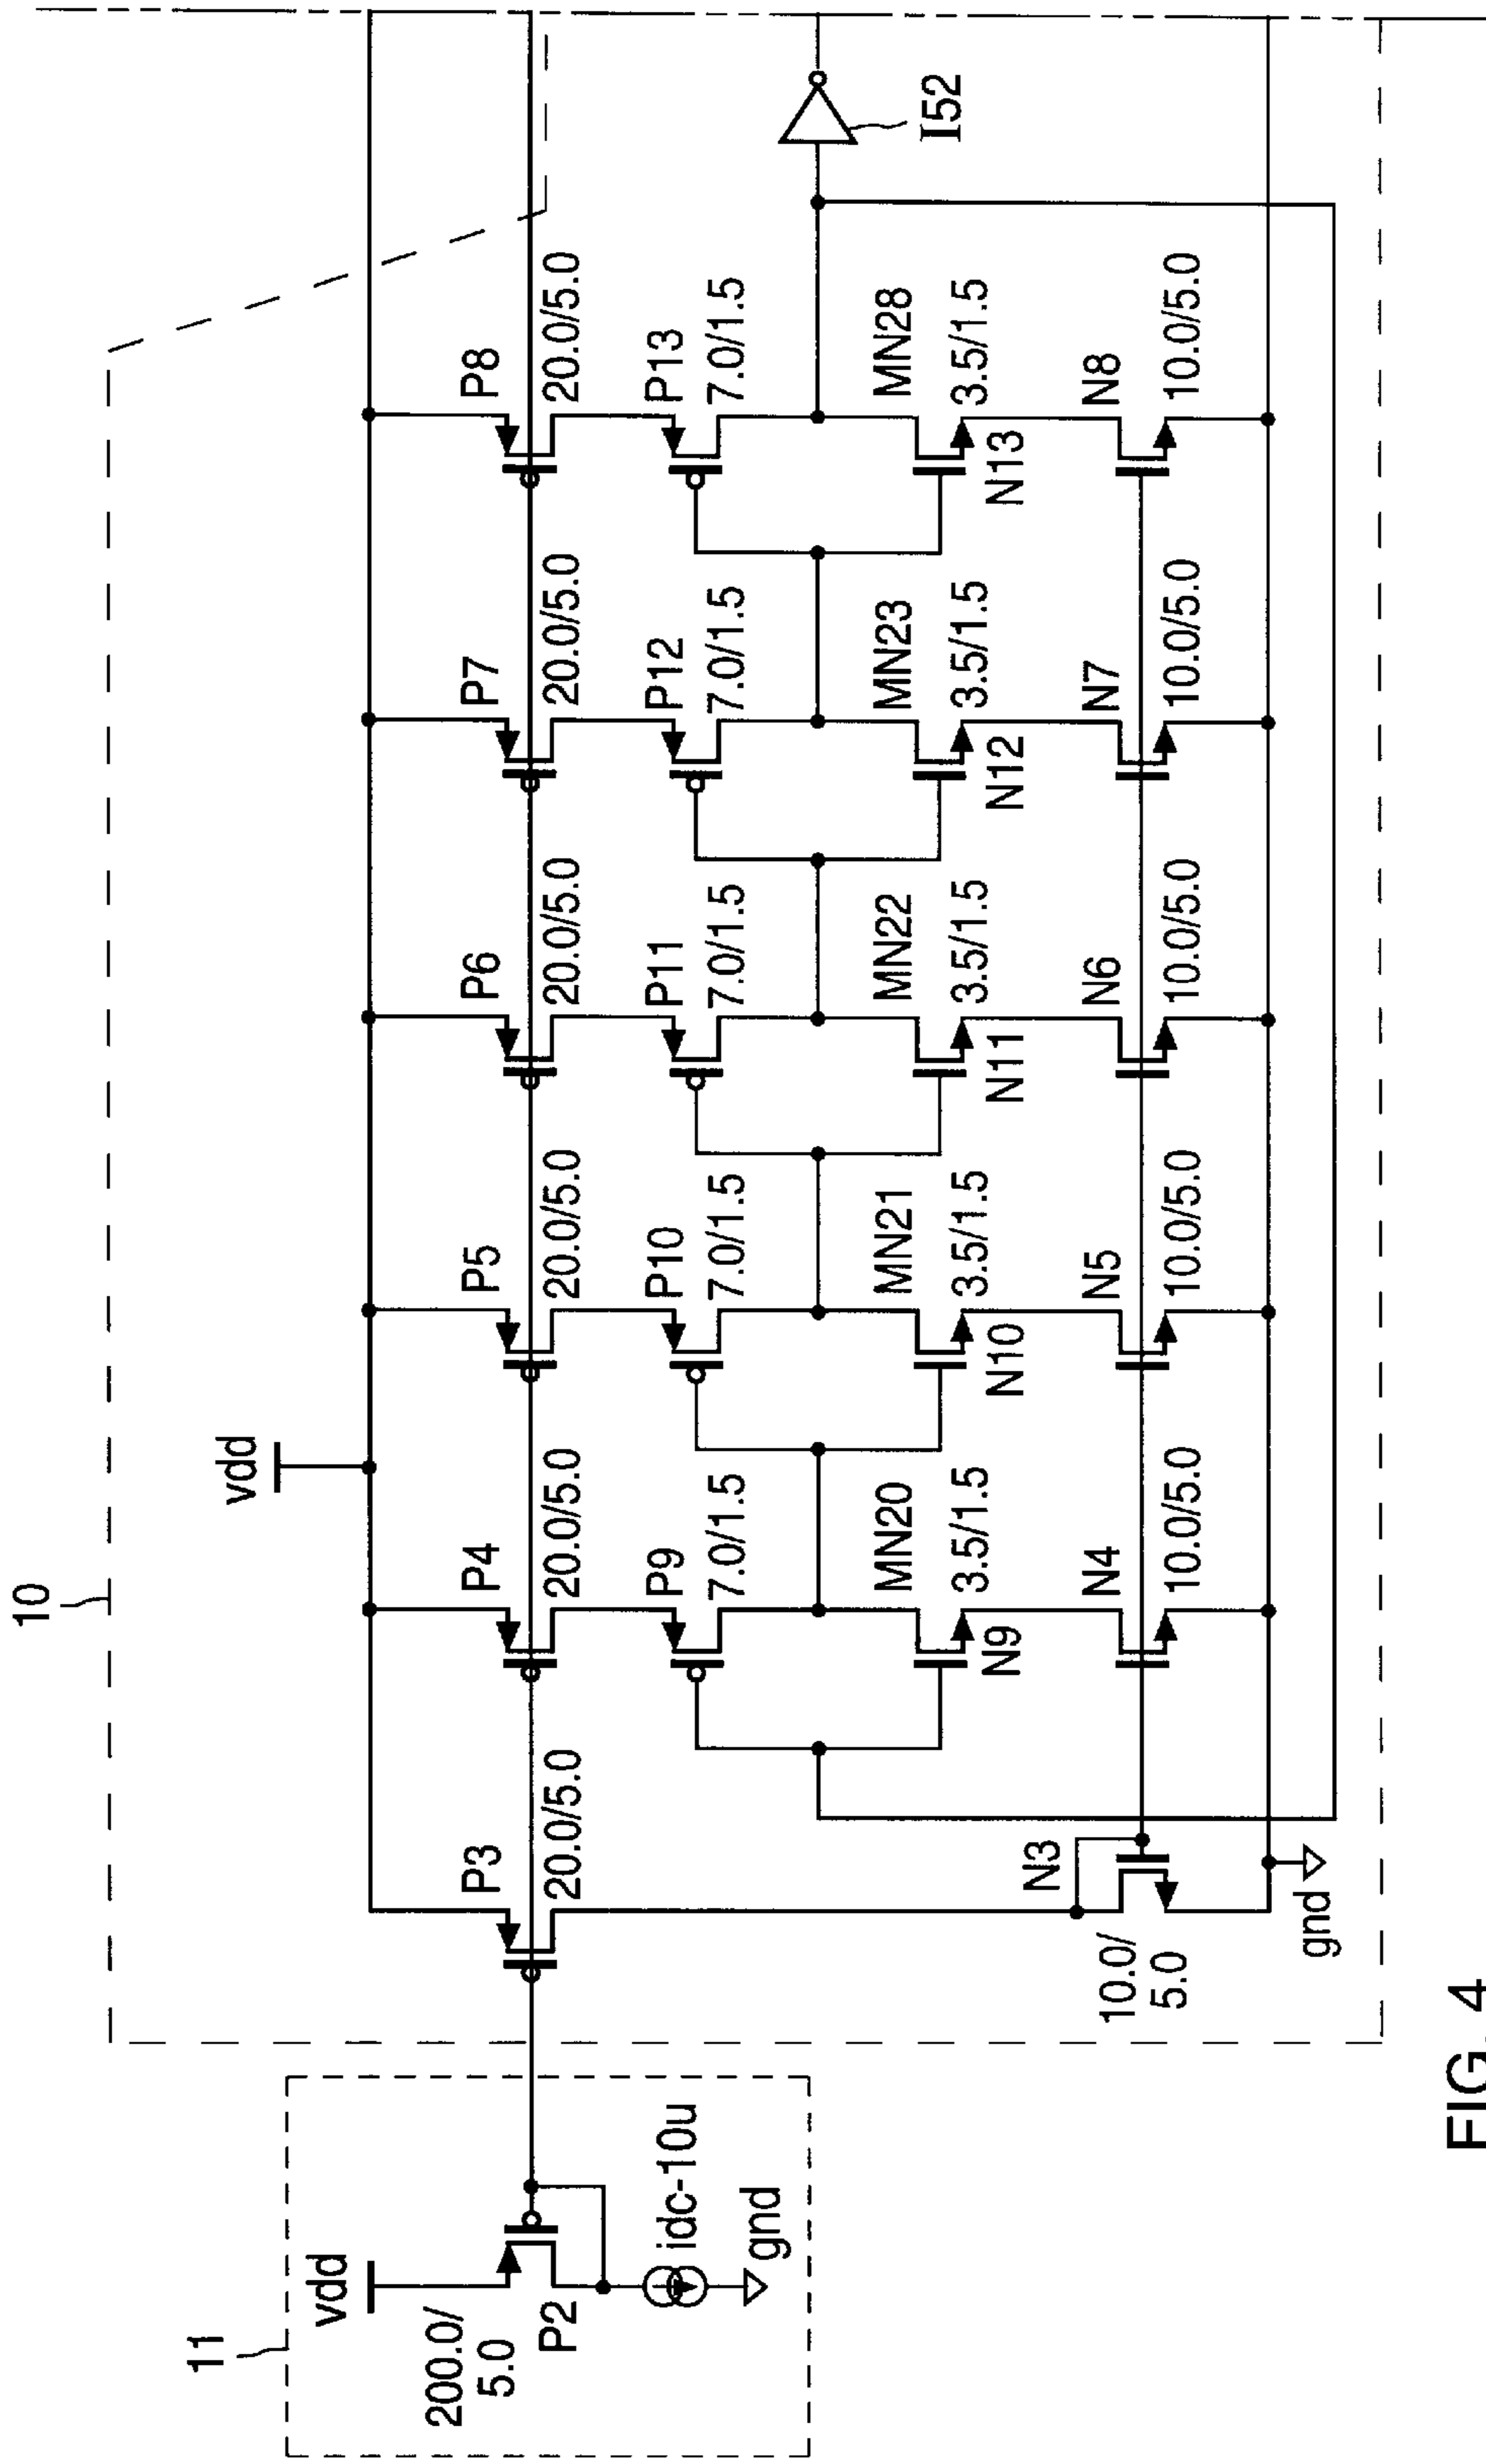 10
vdd
P3
P4
P5
P6
P7
P8
20.0/5.0
20.0/5.0
20.0/5.0
20.0/5.0
20.0/5.0
20.0/5.0
P9
P10
P11
P12
P13
7.0/1.5
7.0/1.5
7.0/1.5
7.0/1.5
7.0/1.5
MN20
MN21
MN22
MN23
MN28
I52
3.5/1.5
3.5/1.5
3.5/1.5
3.5/1.5
3.5/1.5
N9
N10
N11
N12
N13
N3
N4
N5
N6
N7
N8
10.0/
5.0
10.0/5.0
10.0/5.0
10.0/5.0
10.0/5.0
10.0/5.0
gnd
11
vdd
200.0/
5.0
P2
idc-10u
gnd
FIG. 4